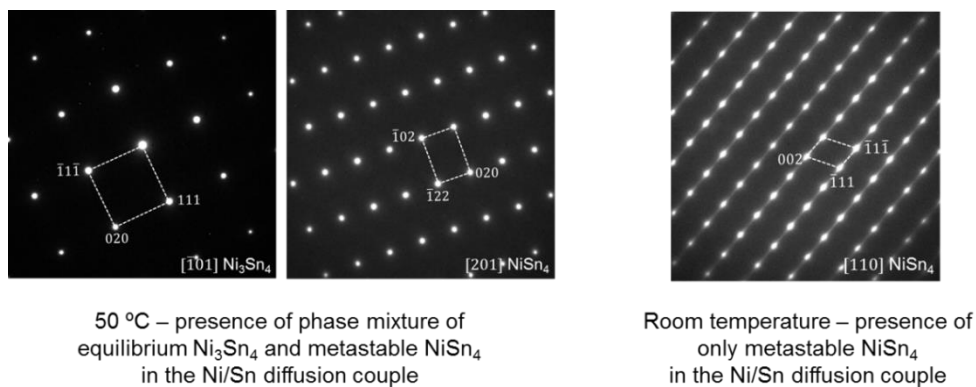 1̅11̅
111
020
[1̅01] Ni₃Sn₄
1̅02
020
1̅22
[201] NiSn₄
002
1̅11̅
1̅11
[110] NiSn₄
50 ºC – presence of phase mixture of
equilibrium Ni₃Sn₄ and metastable NiSn₄
in the Ni/Sn diffusion couple
Room temperature – presence of
only metastable NiSn₄
in the Ni/Sn diffusion couple